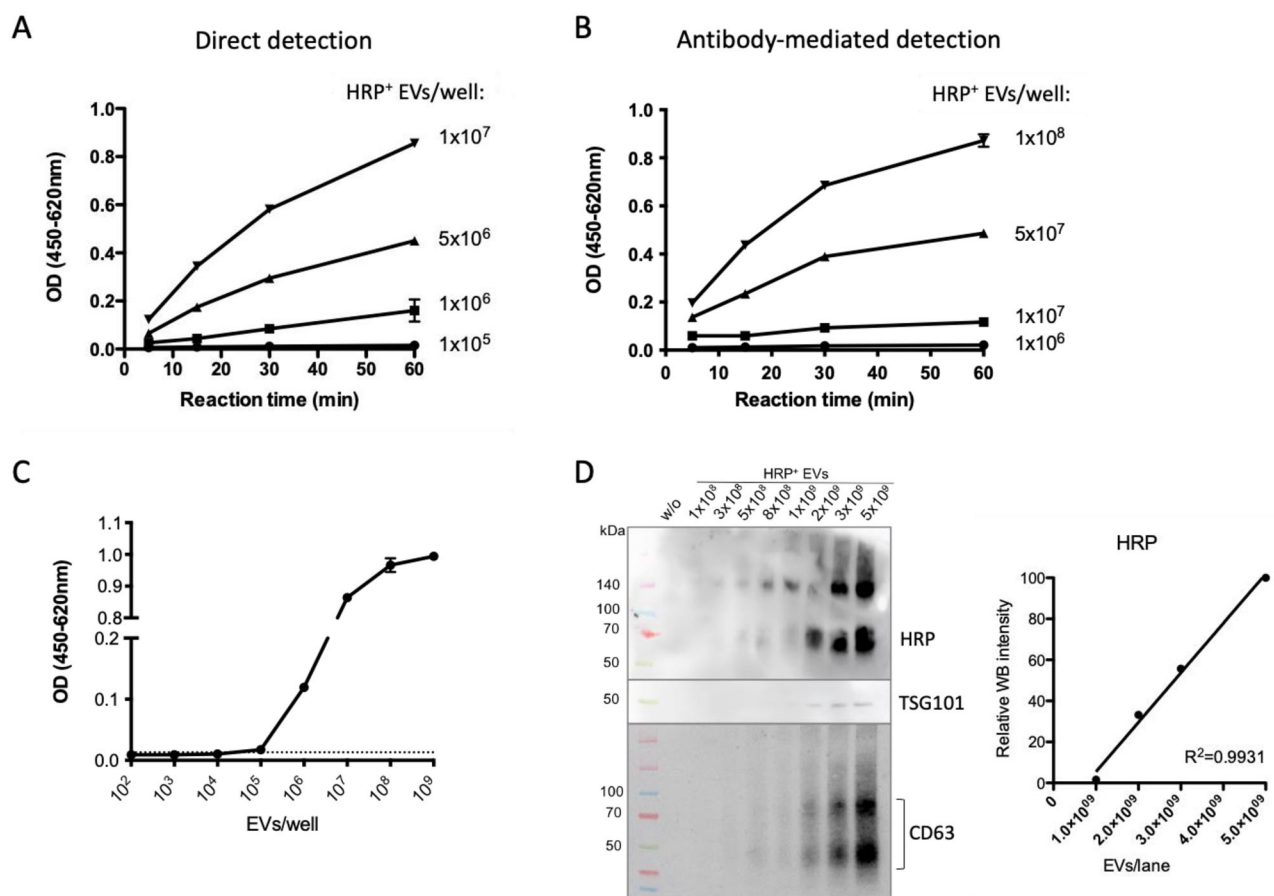 A
Direct detection
HRP⁺ EVs/well:
1.0
0.8
0.6
0.4
0.2
0.0
OD (450-620nm)
1x10⁷
5x10⁶
1x10⁶
1x10⁵
0 10 20 30 40 50 60
Reaction time (min)
B
Antibody-mediated detection
HRP⁺ EVs/well:
1.0
0.8
0.6
0.4
0.2
0.0
OD (450-620nm)
1x10⁸
5x10⁷
1x10⁷
1x10⁶
0 10 20 30 40 50 60
Reaction time (min)
C
1.1
1.0
0.9
0.8
0.2
0.1
0.0
OD (450-620nm)
10² 10³ 10⁴ 10⁵ 10⁶ 10⁷ 10⁸ 10⁹
EVs/well
D
HRP⁺ EVs
w/o 1x10⁸ 3x10⁸ 5x10⁸ 8x10⁸ 1x10⁹ 2x10⁹ 3x10⁹ 5x10⁹
kDa
140
100
70
50
HRP
50
TSG101
100
70
50
CD63
HRP
100
80
60
40
20
0
Relative WB intensity
R²=0.9931
0 1.0×10⁰⁹ 2.0×10⁰⁹ 3.0×10⁰⁹ 4.0×10⁰⁹ 5.0×10⁰⁹
EVs/lane